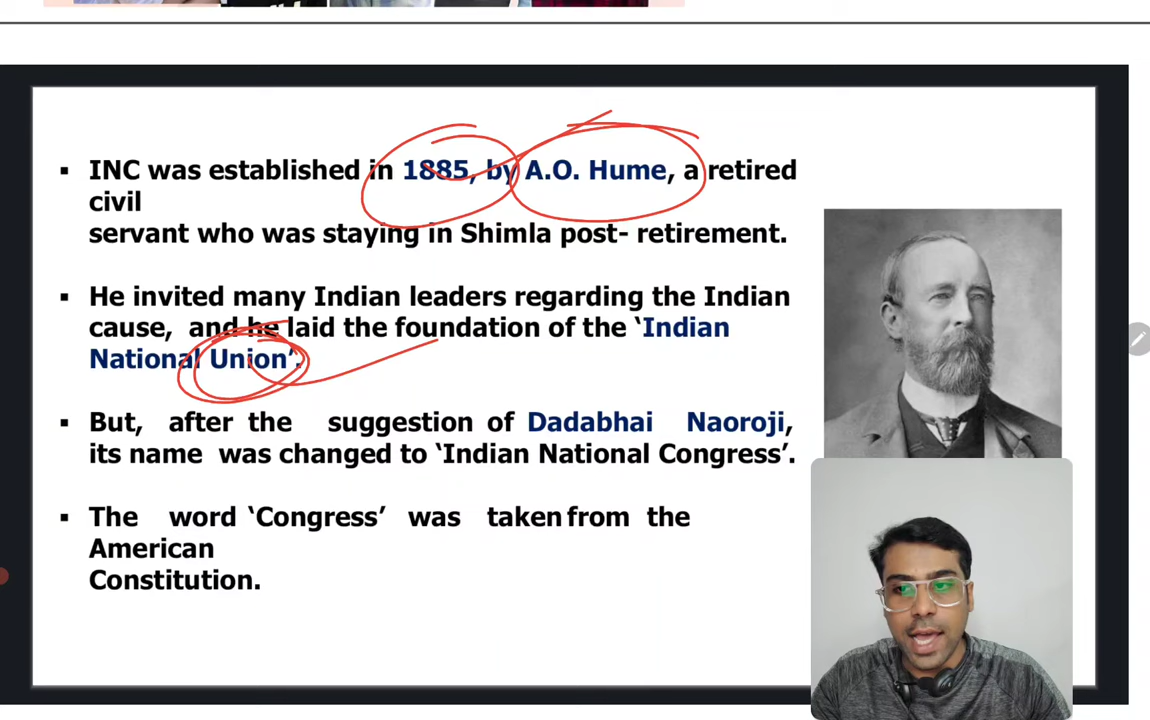 ▪ INC was established in 1885, by A.O. Hume, a retired
civil
servant who was staying in Shimla post- retirement.
▪ He invited many Indian leaders regarding the Indian
cause, and he laid the foundation of the ‘Indian
National Union’.
▪ But, after the suggestion of Dadabhai Naoroji,
its name was changed to ‘Indian National Congress’.
▪ The word ‘Congress’ was taken from the
American
Constitution.